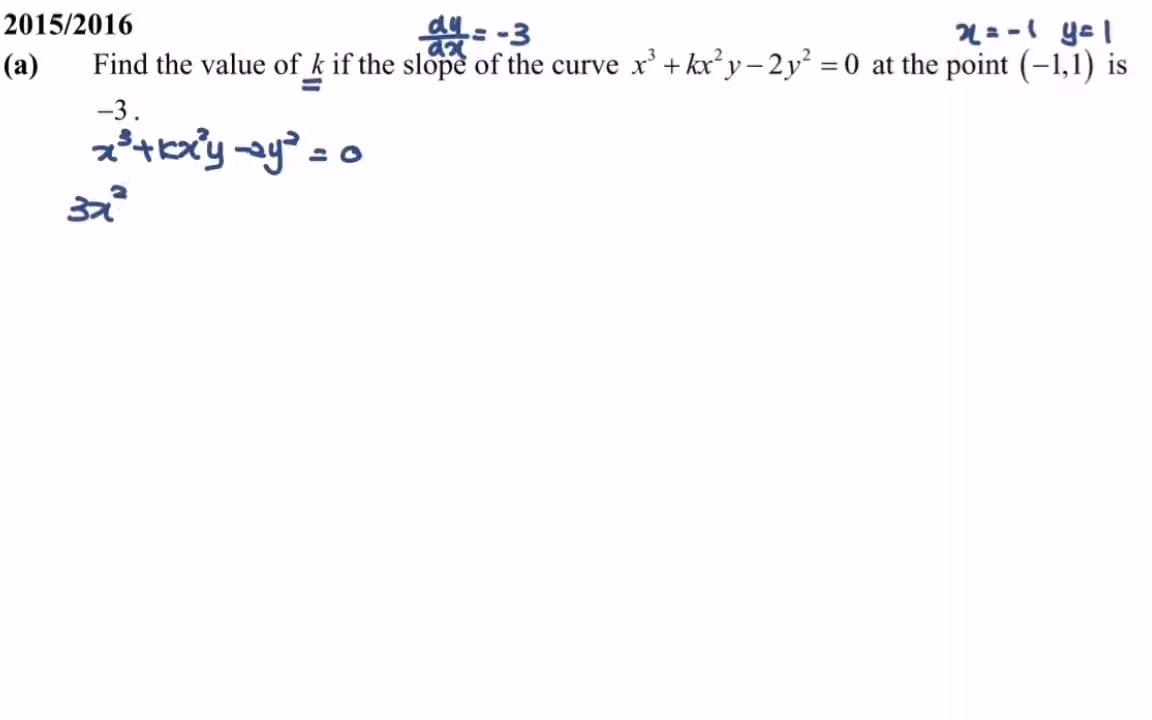 2015/2016
dy/dx = -3
x = -1 y = 1
(a) Find the value of k if the slope of the curve x³ + kx²y − 2y² = 0 at the point (−1,1) is
−3.
x³ + kx²y − 2y² = 0
3x²